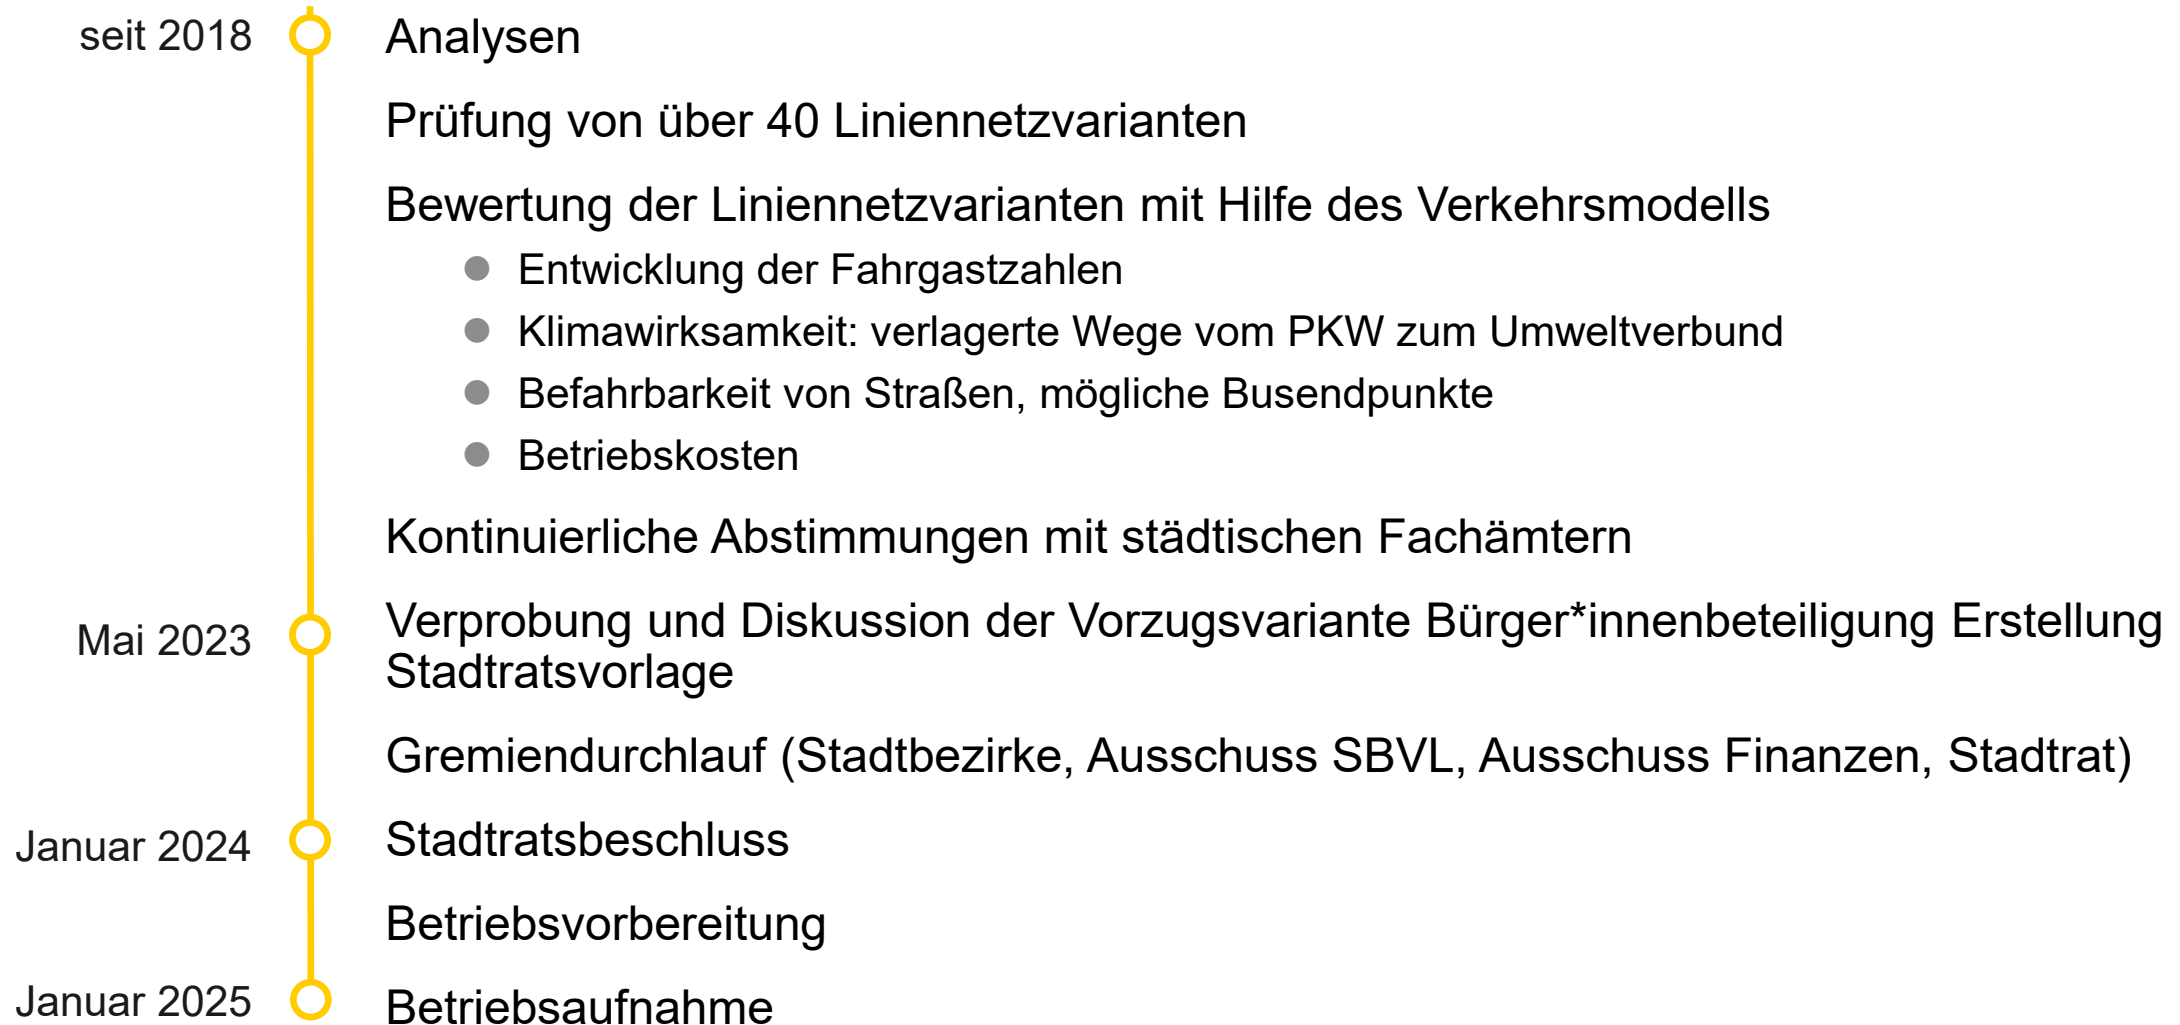 seit 2018
Analysen
Prüfung von über 40 Liniennetzvarianten
Bewertung der Liniennetzvarianten mit Hilfe des Verkehrsmodells
Entwicklung der Fahrgastzahlen
Klimawirksamkeit: verlagerte Wege vom PKW zum Umweltverbund
Befahrbarkeit von Straßen, mögliche Busendpunkte
Betriebskosten
Kontinuierliche Abstimmungen mit städtischen Fachämtern
Mai 2023
Verprobung und Diskussion der Vorzugsvariante Bürger*innenbeteiligung Erstellung
Stadtratsvorlage
Gremiendurchlauf (Stadtbezirke, Ausschuss SBVL, Ausschuss Finanzen, Stadtrat)
Januar 2024
Stadtratsbeschluss
Betriebsvorbereitung
Januar 2025
Betriebsaufnahme